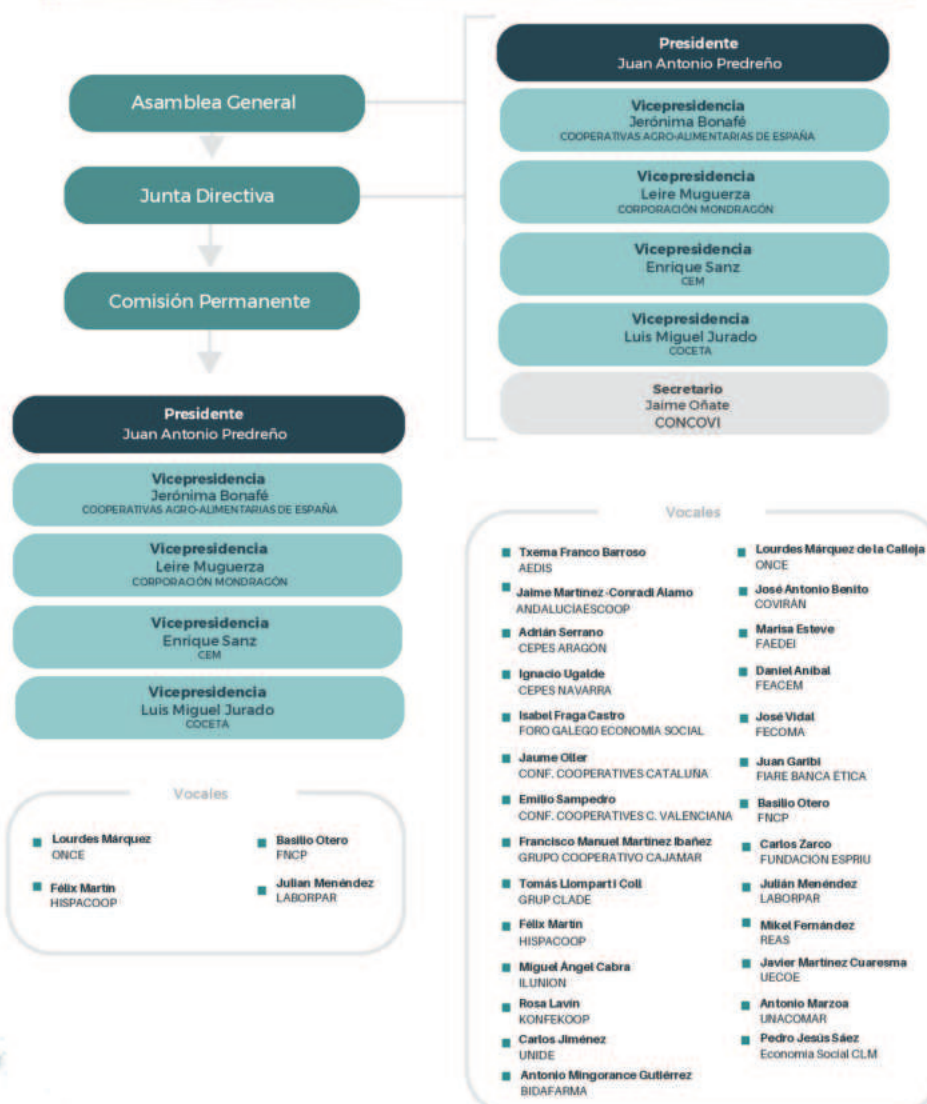 Asamblea General
Junta Directiva
Comisión Permanente
Presidente
Juan Antonio Predreño
Vicepresidencia
Jerónima Bonafé
COOPERATIVAS AGRO-ALIMENTARIAS DE ESPAÑA
Vicepresidencia
Leire Muguerza
CORPORACIÓN MONDRAGÓN
Vicepresidencia
Enrique Sanz
CEM
Vicepresidencia
Luis Miguel Jurado
COCETA
Secretario
Jaime Oñate
CONCOVI
Presidente
Juan Antonio Predreño
Vicepresidencia
Jerónima Bonafé
COOPERATIVAS AGRO-ALIMENTARIAS DE ESPAÑA
Vicepresidencia
Leire Muguerza
CORPORACIÓN MONDRAGÓN
Vicepresidencia
Enrique Sanz
CEM
Vicepresidencia
Luis Miguel Jurado
COCETA
Vocales
Lourdes Márquez
ONCE
Félix Martín
HISPACOOP
Basilio Otero
FNCP
Julian Menéndez
LABORPAR
Vocales
Txema Franco Barroso
AEDIS
Jaime Martínez -Conradi Álamo
ANDALUCÍAESCOOP
Adrián Serrano
CEPES ARAGÓN
Ignacio Ugalde
CEPES NAVARRA
Isabel Fraga Castro
FORO GALEGO ECONOMÍA SOCIAL
Jaume Oller
CONF. COOPERATIVES CATALUÑA
Emilio Sampedro
CONF. COOPERATIVES C. VALENCIANA
Francisco Manuel Martínez Ibañez
GRUPO COOPERATIVO CAJAMAR
Tomás Llompart i Coll
GRUP CLADE
Félix Martín
HISPACOOP
Miguel Ángel Cabra
ILUNION
Rosa Lavín
KONFEKOOP
Carlos Jiménez
UNIDE
Antonio Mingorance Gutiérrez
BIDAFARMA
Lourdes Márquez de la Calleja
ONCE
José Antonio Benito
COVIRÁN
Marisa Esteve
FAEDEI
Daniel Aníbal
FEACEM
José Vidal
FECOMA
Juan Garibi
FIARE BANCA ÉTICA
Basilio Otero
FNCP
Carlos Zarco
FUNDACIÓN ESPRIU
Julián Menéndez
LABORPAR
Mikel Fernández
REAS
Javier Martínez Cuaresma
UECOE
Antonio Marzoa
UNACOMAR
Pedro Jesús Sáez
Economía Social CLM